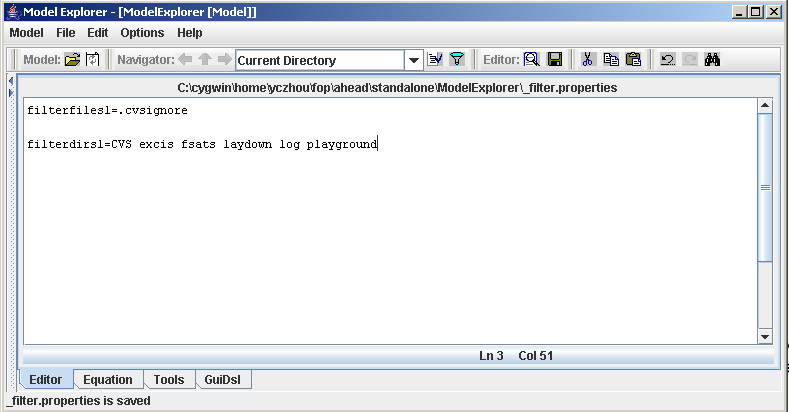 Model Explorer - [ModelExplorer [Model]]
Model File Edit Options Help
Model: Navigator: Current Directory Editor:
C:\cygwin\home\yczhou\fop\ahead\standalone\ModelExplorer\_filter.properties
filterfiles1=.cvsignore
filterdirs1=CVS excis fsats laydown log playground
Ln 3 Col 51
Editor Equation Tools GuiDsl
_filter.properties is saved